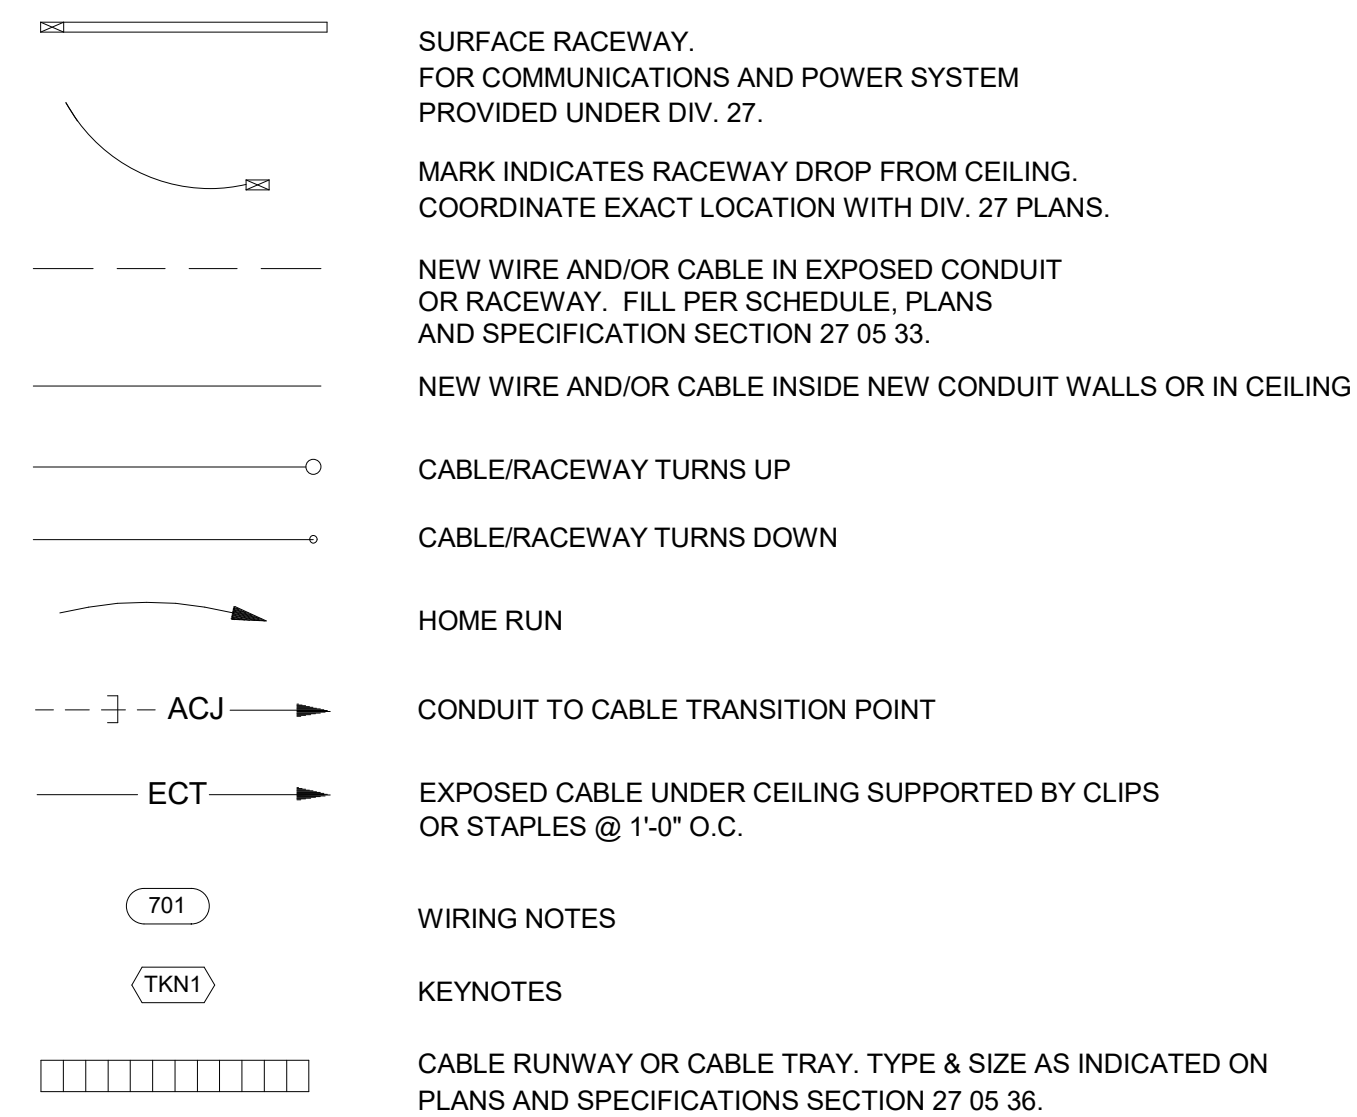 SURFACE RACEWAY.
FOR COMMUNICATIONS AND POWER SYSTEM
PROVIDED UNDER DIV. 27.
MARK INDICATES RACEWAY DROP FROM CEILING.
COORDINATE EXACT LOCATION WITH DIV. 27 PLANS.
NEW WIRE AND/OR CABLE IN EXPOSED CONDUIT
OR RACEWAY. FILL PER SCHEDULE, PLANS
AND SPECIFICATION SECTION 27 05 33.
NEW WIRE AND/OR CABLE INSIDE NEW CONDUIT WALLS OR IN CEILING
CABLE/RACEWAY TURNS UP
CABLE/RACEWAY TURNS DOWN
HOME RUN
ACJ CONDUIT TO CABLE TRANSITION POINT
ECT EXPOSED CABLE UNDER CEILING SUPPORTED BY CLIPS
OR STAPLES @ 1'-0" O.C.
701 WIRING NOTES
TKN1 KEYNOTES
CABLE RUNWAY OR CABLE TRAY. TYPE & SIZE AS INDICATED ON
PLANS AND SPECIFICATIONS SECTION 27 05 36.